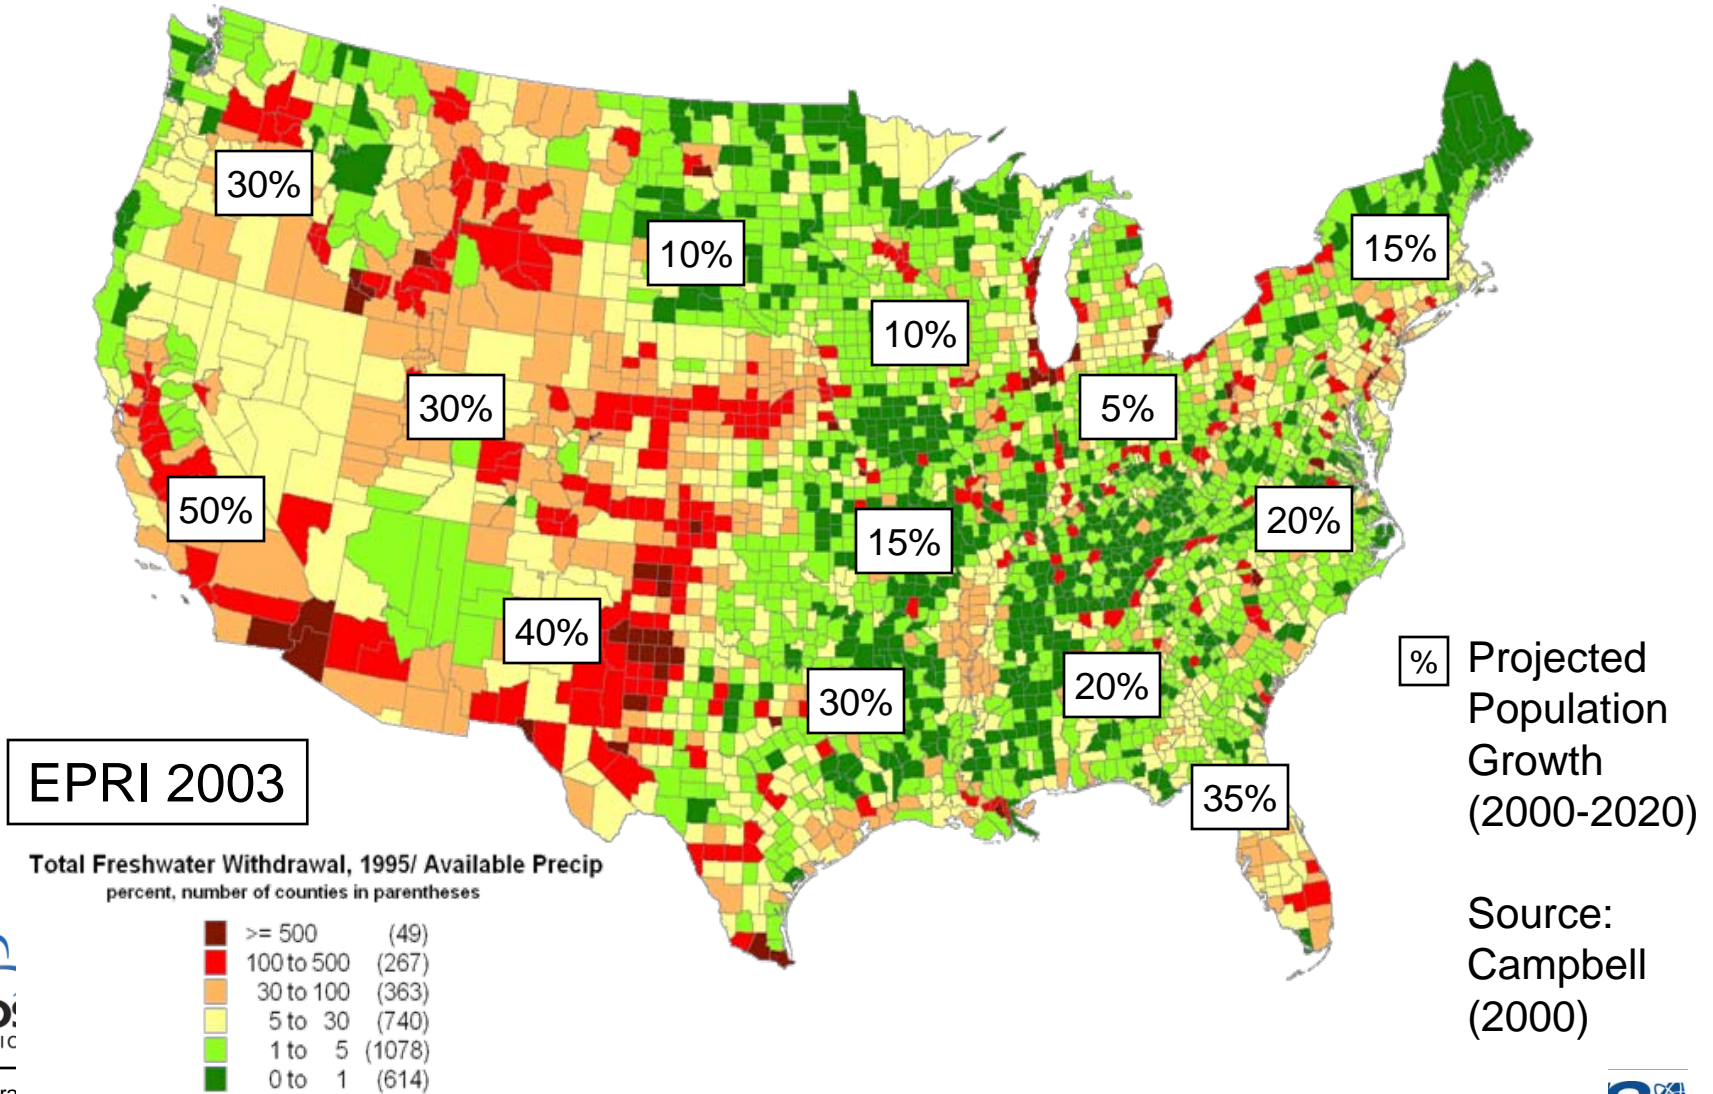 30%
10%
15%
10%
30%
5%
50%
15%
20%
40%
30%
20%
35%
% Projected
Population
Growth
(2000-2020)
EPRI 2003
Total Freshwater Withdrawal, 1995/ Available Precip
percent, number of counties in parentheses
>= 500 (49)
100 to 500 (267)
30 to 100 (363)
5 to 30 (740)
1 to 5 (1078)
0 to 1 (614)
Source:
Campbell
(2000)